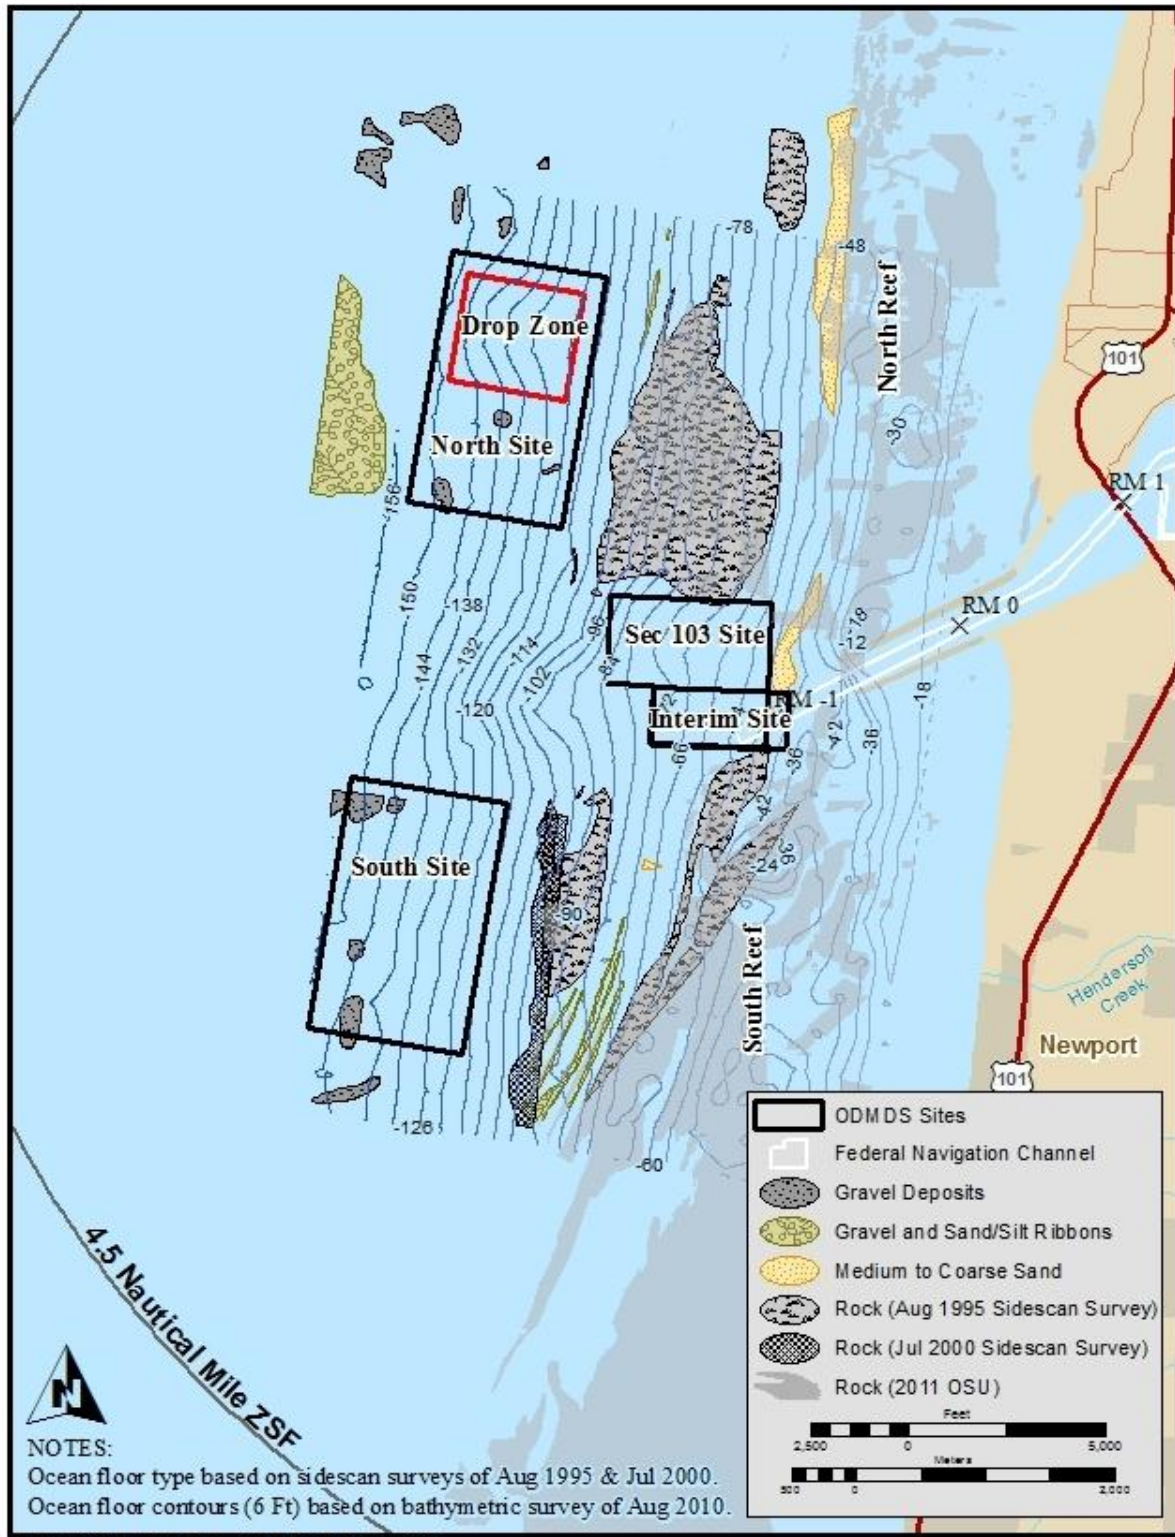 -78
-48
North Reef
101
Drop Zone
North Site
-30
RM 1
-156
-150
-138
RM 0
-96
Sec 103 Site
-18
-12
-132
-114
-84
-144
-102
-18
RM -1
-120
Interim Site
-42
-36
-66
-36
-42
South Site
-36
-24
-90
South Reef
Henderson
Creek
Newport
101
-126
-60
ODMDS Sites
Federal Navigation Channel
Gravel Deposits
Gravel and Sand/Silt Ribbons
Medium to Coarse Sand
Rock (Aug 1995 Sidescan Survey)
Rock (Jul 2000 Sidescan Survey)
Rock (2011 OSU)
Feet
2,500 0 5,000
Meters
500 0 2,000
4.5 Nautical Mile ZSF
N
NOTES:
Ocean floor type based on sidescan surveys of Aug 1995 & Jul 2000.
Ocean floor contours (6 Ft) based on bathymetric survey of Aug 2010.